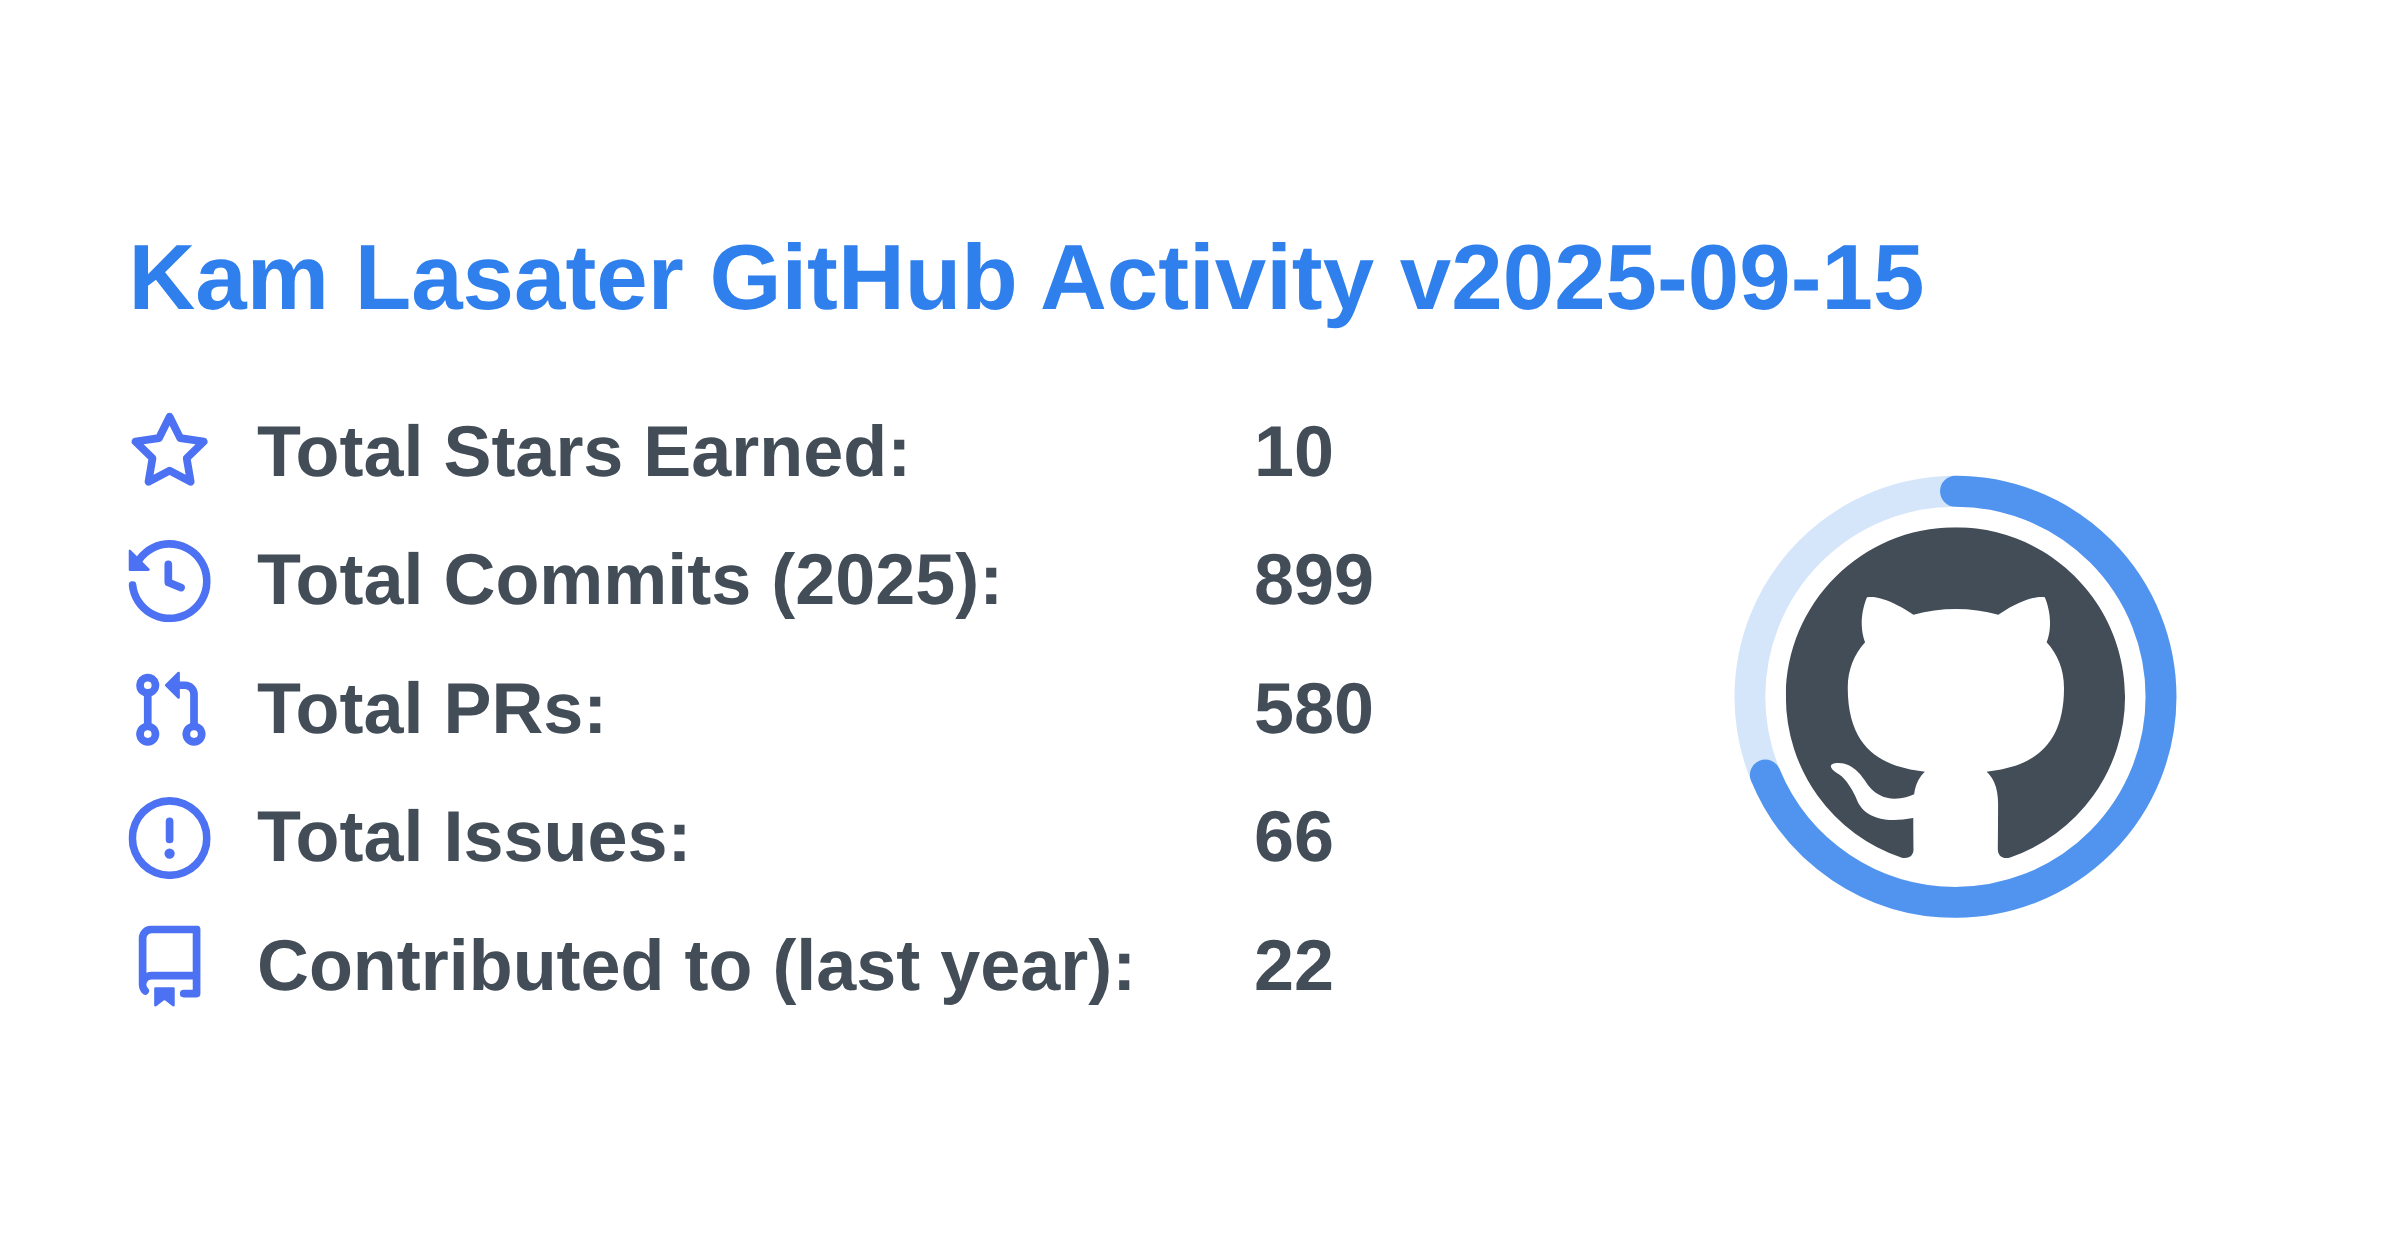 Kam Lasater GitHub Activity v2025-09-15
Total Stars Earned: 10
Total Commits (2025): 899
Total PRs: 580
Total Issues: 66
Contributed to (last year): 22